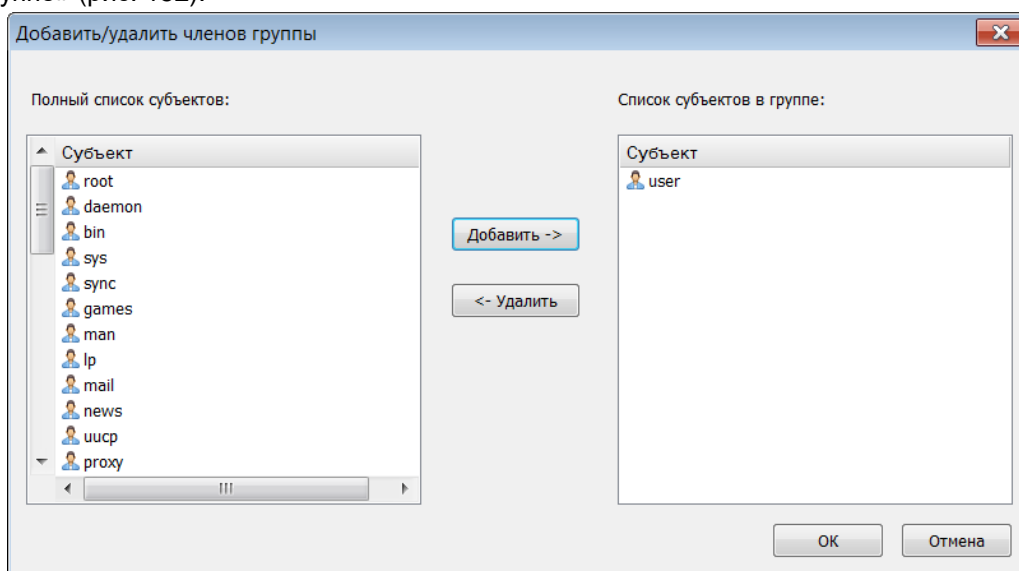 Добавить/удалить членов группы
Полный список субъектов:
Список субъектов в группе:
Субъект
root
daemon
bin
sys
sync
games
man
lp
mail
news
uucp
proxy
Добавить ->
<- Удалить
Субъект
user
OK
Отмена